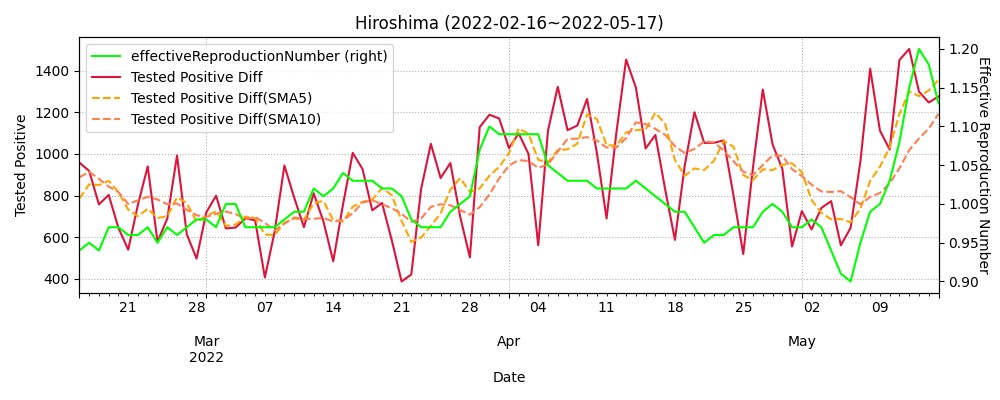 Hiroshima (2022-02-16~2022-05-17)
effectiveReproductionNumber (right)
Tested Positive Diff
Tested Positive Diff(SMA5)
Tested Positive Diff(SMA10)
Tested Positive
1400
1200
1000
800
600
400
1.20
1.15
1.10
1.05
1.00
0.95
0.90
Effective Reproduction Number
21 28 07 14 21 28 04 11 18 25 02 09
Mar Apr May
2022
Date